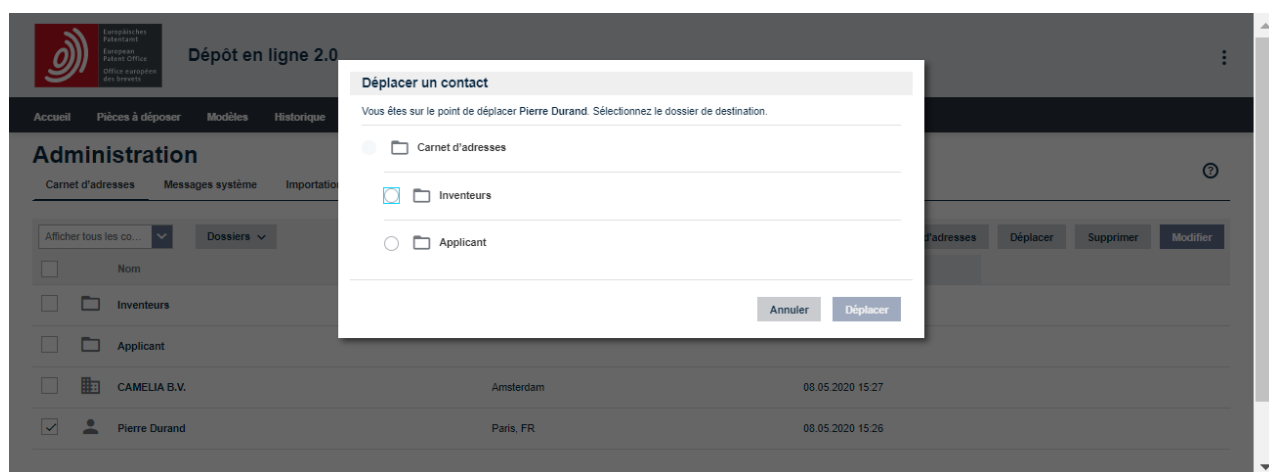 Europäisches
Patentamt
European
Patent Office
Office européen
des brevets
Dépôt en ligne 2.0
Accueil Pièces à déposer Modèles Historique
Administration
Carnet d'adresses Messages système
Déplacer un contact
Vous êtes sur le point de déplacer Pierre Durand. Sélectionnez le dossier de destination.
Carnet d'adresses
Inventeurs
Applicant
Annuler Déplacer
Afficher tous les co... Dossiers d'adresses Déplacer Supprimer Modifier
Nom
Inventeurs
Applicant
CAMELIA B.V. Amsterdam 08.05.2020 15:27
Pierre Durand Paris, FR 08.05.2020 15:26